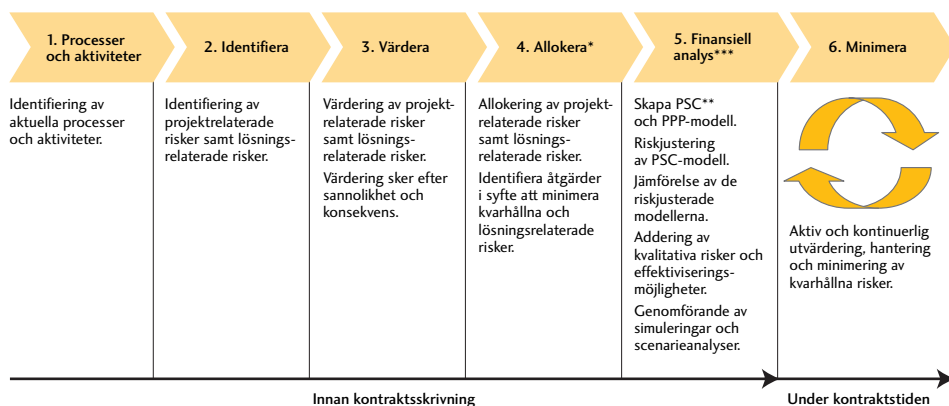 1. Processer
och aktiviteter
2. Identifiera
3. Värdera
4. Allokera*
5. Finansiell
analys***
6. Minimera
Identifiering av
aktuella processer
och aktiviteter.
Identifiering av
projektrelaterade
risker samt lösnings-
relaterade risker.
Värdering av projekt-
relaterade risker
samt lösnings-
relaterade risker.
Värdering sker efter
sannolikhet och
konsekvens.
Allokering av projekt-
relaterade risker
samt lösnings-
relaterade risker.
Identifiera åtgärder
i syfte att minimera
kvarhållna och
lösningsrelaterade
risker.
Skapa PSC**
och PPP-modell.
Riskjustering
av PSC-modell.
Jämförelse av de
riskjusterade
modellerna.
Addering av
kvalitativa risker och
effektiviserings-
möjligheter.
Genomförande av
simuleringar och
scenarieanalyser.
Aktiv och kontinuerlig
utvärdering, hantering
och minimering av
kvarhållna risker.
Innan kontraktsskrivning
Under kontraktstiden